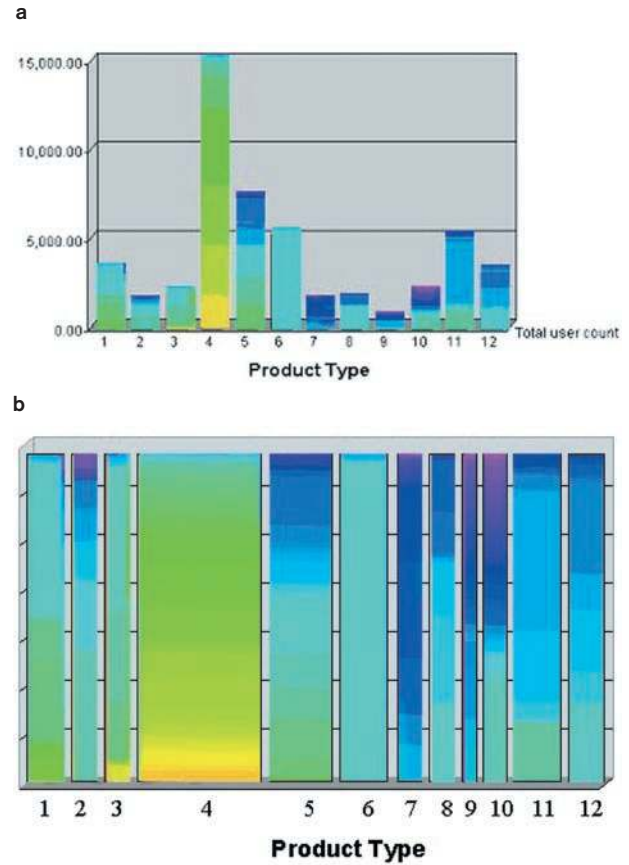 a
15,000.00
10,000.00
5,000.00
0.00
1 2 3 4 5 6 7 8 9 10 11 12
Total user count
Product Type
b
1 2 3 4 5 6 7 8 9 10 11 12
Product Type